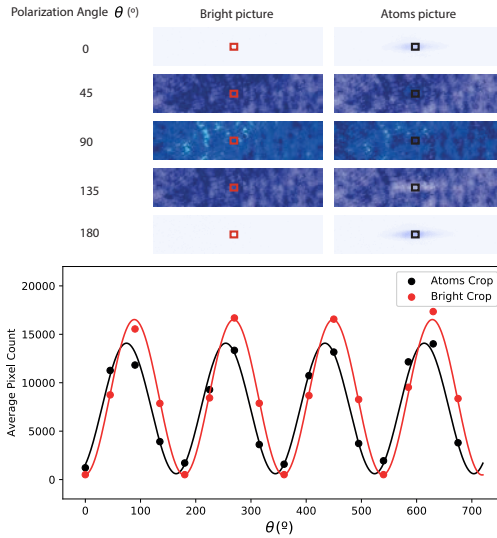 Polarization Angle θ (º) Bright picture Atoms picture
0
45
90
135
180
20000
15000
10000
5000
0
Average Pixel Count
Atoms Crop
Bright Crop
0 100 200 300 400 500 600 700
θ(º)